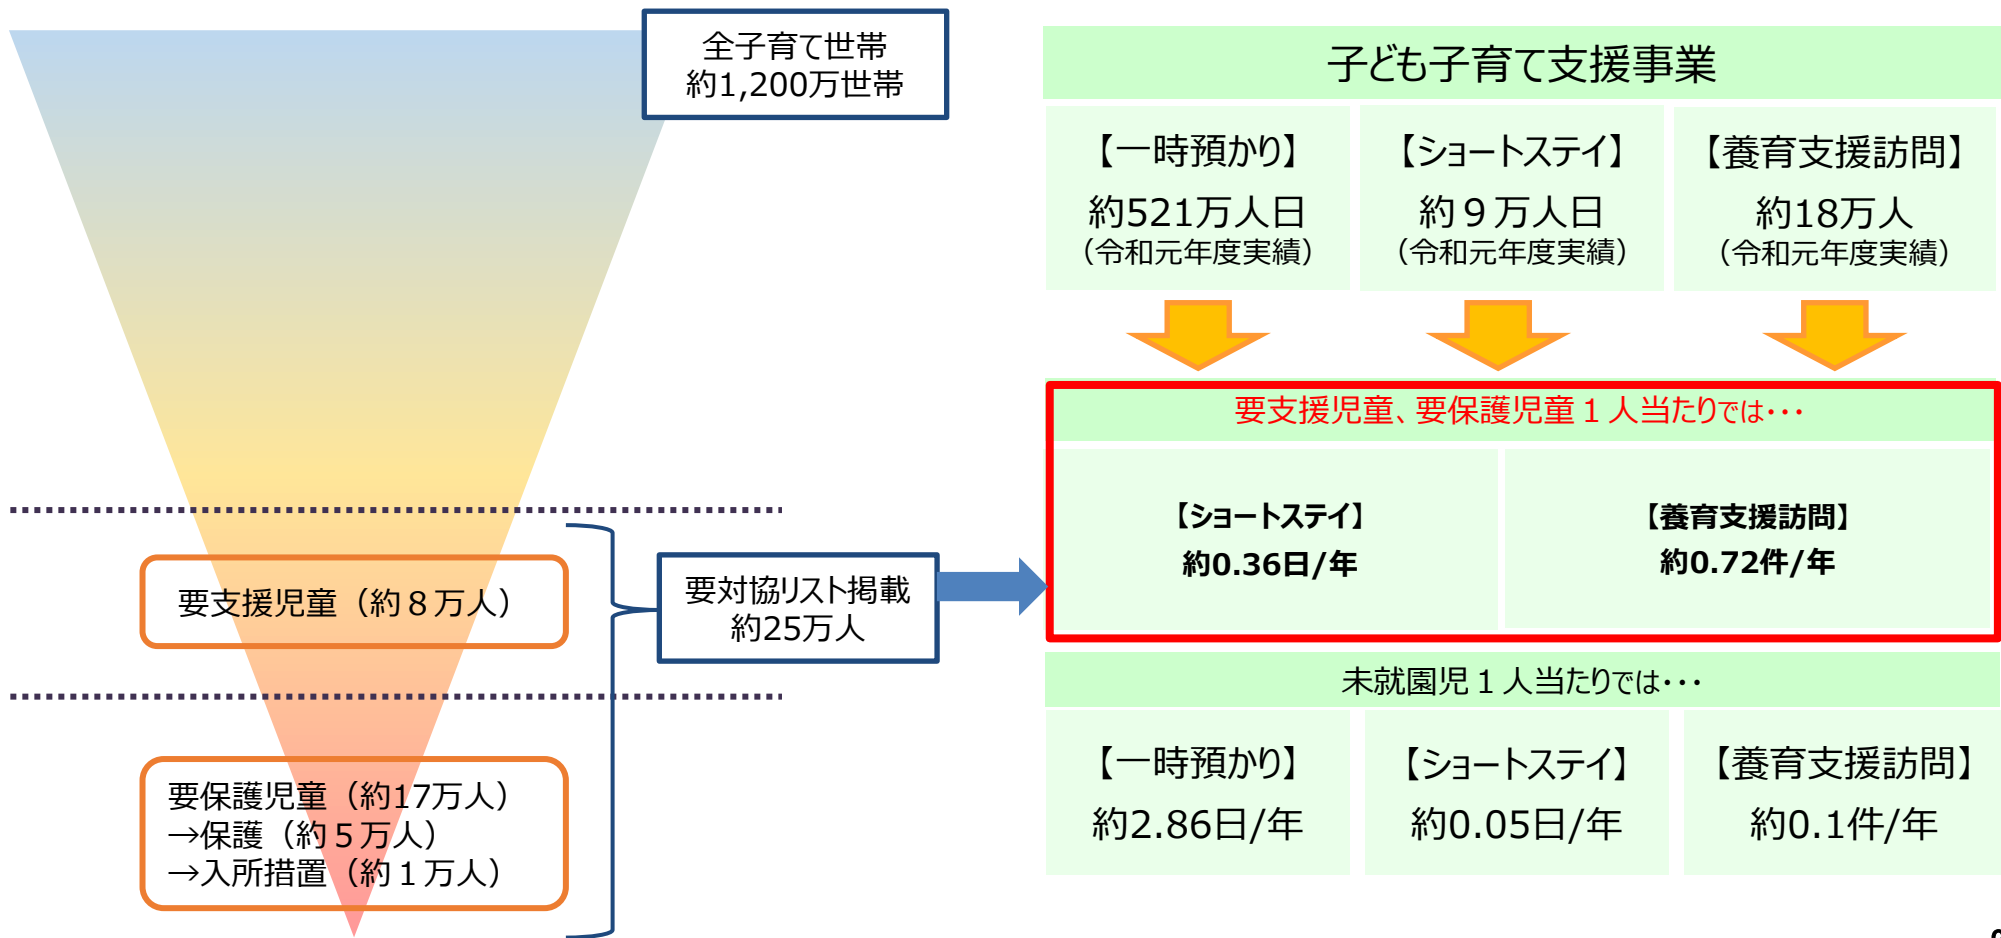 全子育て世帯
約1,200万世帯
要支援児童（約８万人）
要保護児童（約17万人）
→保護（約５万人）
→入所措置（約１万人）
要対協リスト掲載
約25万人
子ども子育て支援事業
【一時預かり】
約521万人日
（令和元年度実績）
【ショートステイ】
約９万人日
（令和元年度実績）
【養育支援訪問】
約18万人
（令和元年度実績）
要支援児童、要保護児童１人当たりでは･･･
【ショートステイ】
約0.36日/年
【養育支援訪問】
約0.72件/年
未就園児１人当たりでは･･･
【一時預かり】
約2.86日/年
【ショートステイ】
約0.05日/年
【養育支援訪問】
約0.1件/年